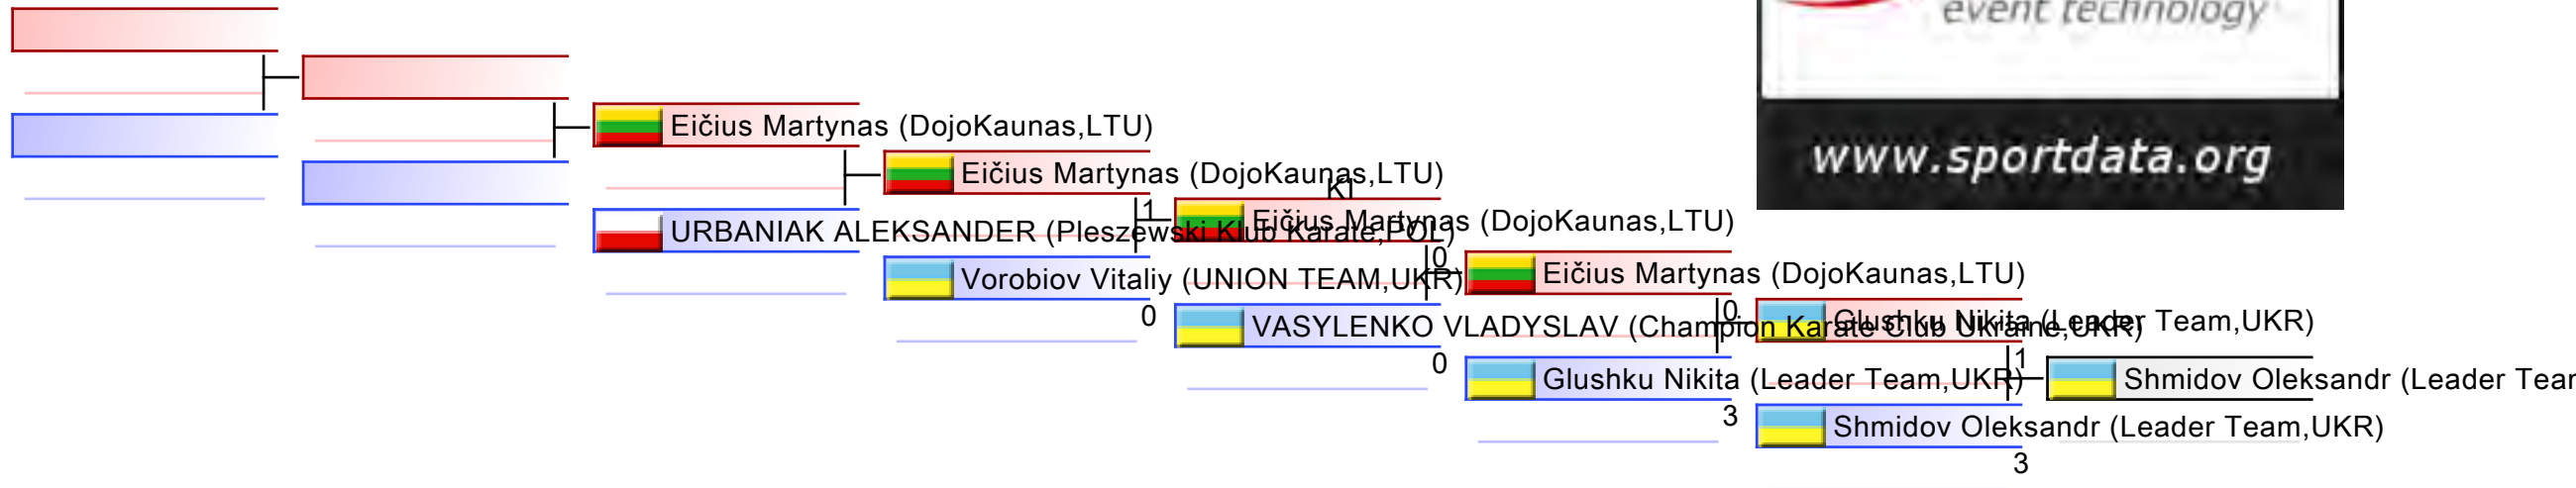 event technology
www.sportdata.org
Eičius Martynas (DojoKaunas,LTU)
Eičius Martynas (DojoKaunas,LTU)
KI
1
Eičius Martynas (DojoKaunas,LTU)
URBANIAK ALEKSANDER (Pleszewski Klub Karate,POL)
0
Vorobiov Vitaliy (UNION TEAM,UKR)
Eičius Martynas (DojoKaunas,LTU)
0
0
VASYLENKO VLADYSLAV (Champion Karate Club Ukraine,UKR)
Glushku Nikita (Leader Team,UKR)
1
0
Glushku Nikita (Leader Team,UKR)
Shmidov Oleksandr (Leader Tear
3
Shmidov Oleksandr (Leader Team,UKR)
3